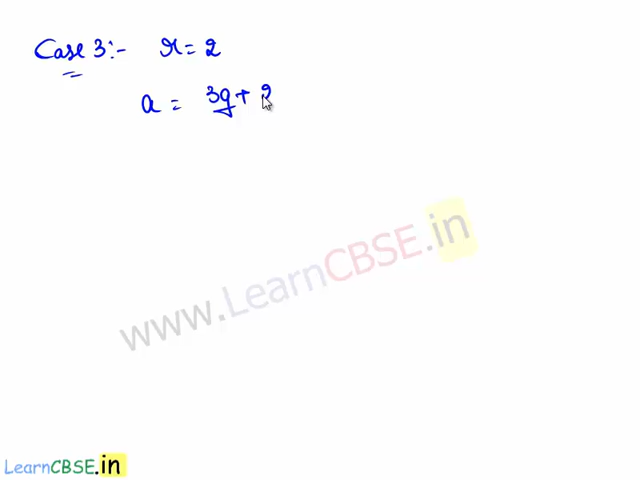 Case 3:- r = 2
a = 3q + 2
www.LearnCBSE.in
LearnCBSE.in